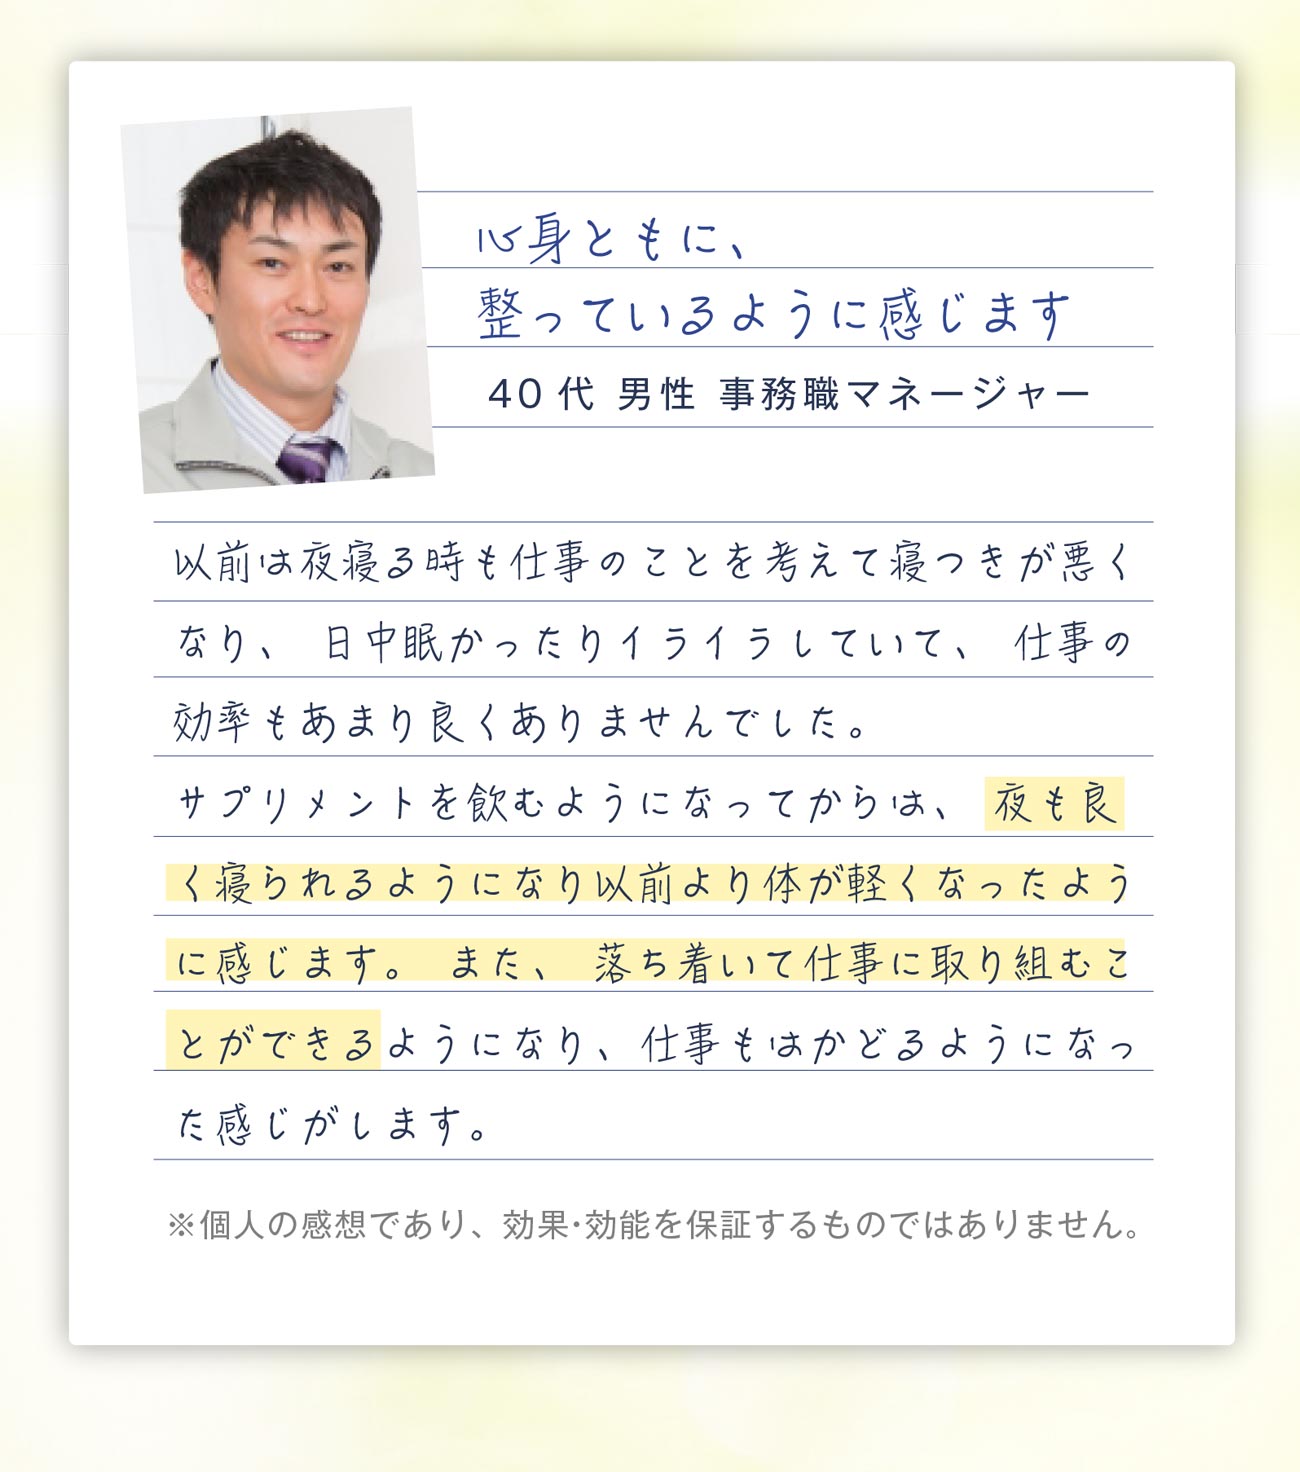 心身ともに、
整っているように感じます
40代 男性 事務職マネージャー
以前は夜寝る時も仕事のことを考えて寝つきが悪く
なり、 日中眠かったりイライラしていて、 仕事の
効率もあまり良くありませんでした。
サプリメントを飲むようになってからは、 夜も良
く寝られるようになり以前より体が軽くなったよう
に感じます。 また、 落ち着いて仕事に取り組むこ
とができるようになり、仕事もはかどるようになっ
た感じがします。
※個人の感想であり、効果・効能を保証するものではありません。